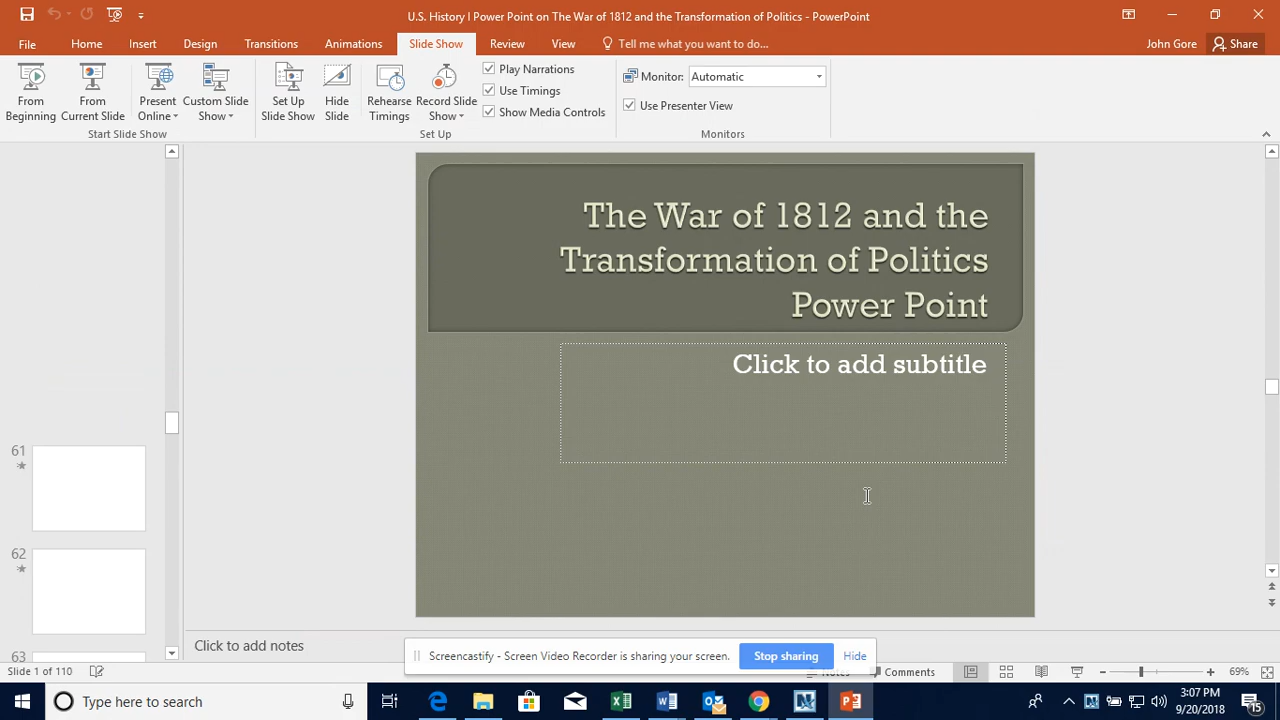 U.S. History I Power Point on The War of 1812 and the Transformation of Politics - PowerPoint
File Home Insert Design Transitions Animations Slide Show Review View Tell me what you want to do... John Gore Share
From Beginning
From Current Slide
Present Online
Custom Slide Show
Start Slide Show
Set Up Slide Show
Hide Slide
Rehearse Timings
Record Slide Show
Play Narrations
Use Timings
Show Media Controls
Set Up
Monitor: Automatic
Use Presenter View
Monitors
The War of 1812 and the
Transformation of Politics
Power Point
Click to add subtitle
61
62
63
Click to add notes
Screencastify - Screen Video Recorder is sharing your screen. Stop sharing Hide
Slide 1 of 110 Notes Comments 69%
Type here to search
3:07 PM
9/20/2018
15